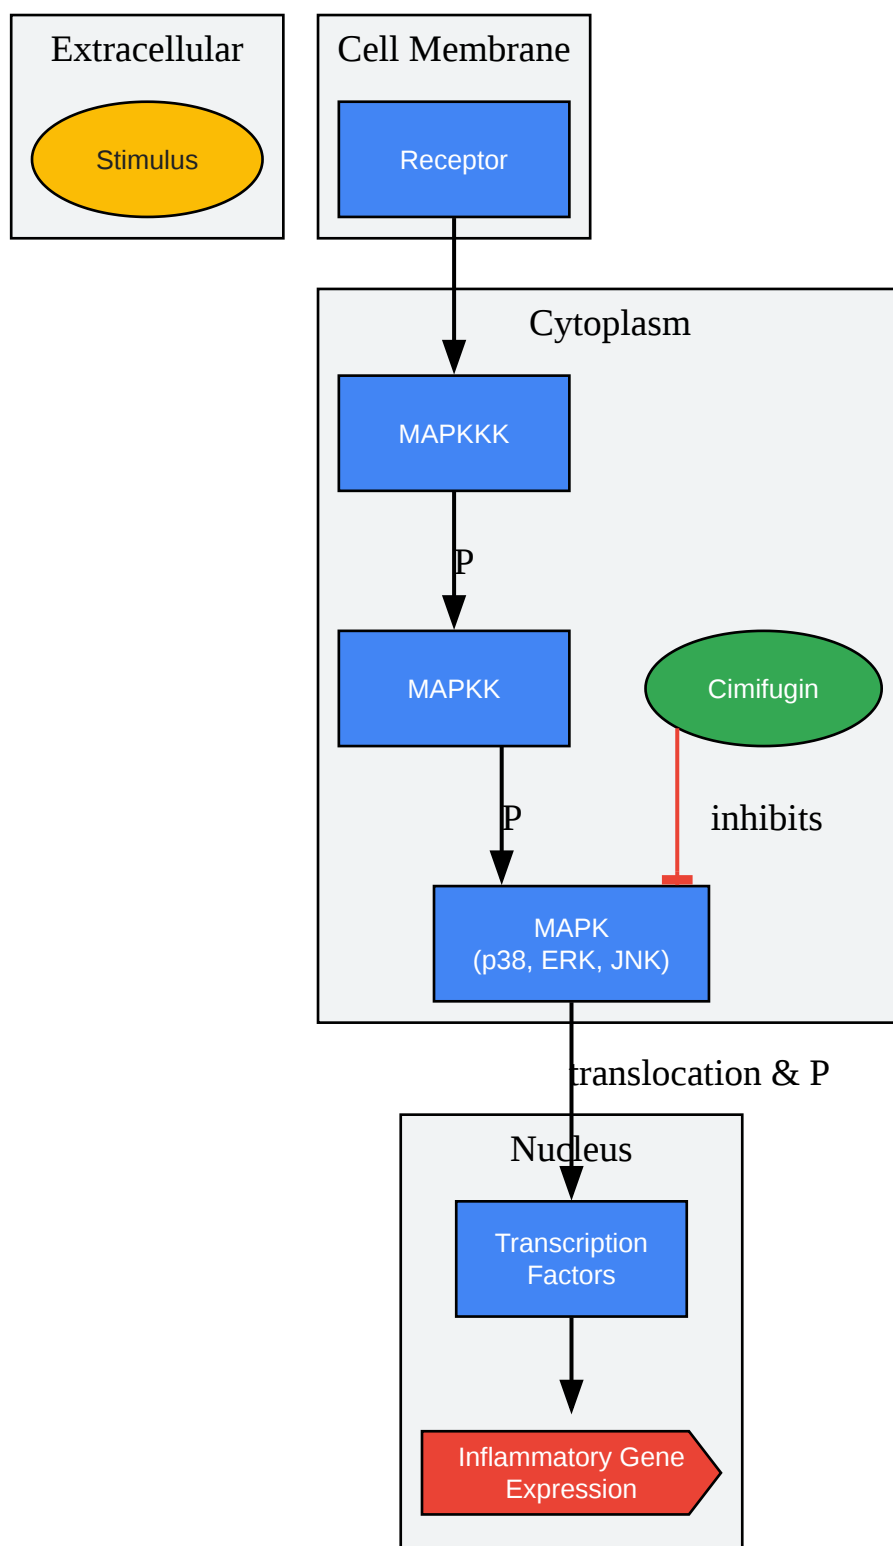 Extracellular
Stimulus
Cell Membrane
Receptor
Cytoplasm
MAPKKK
P
MAPKK
Cimifugin
P
inhibits
MAPK
(p38, ERK, JNK)
translocation & P
Nucleus
Transcription
Factors
Inflammatory Gene
Expression